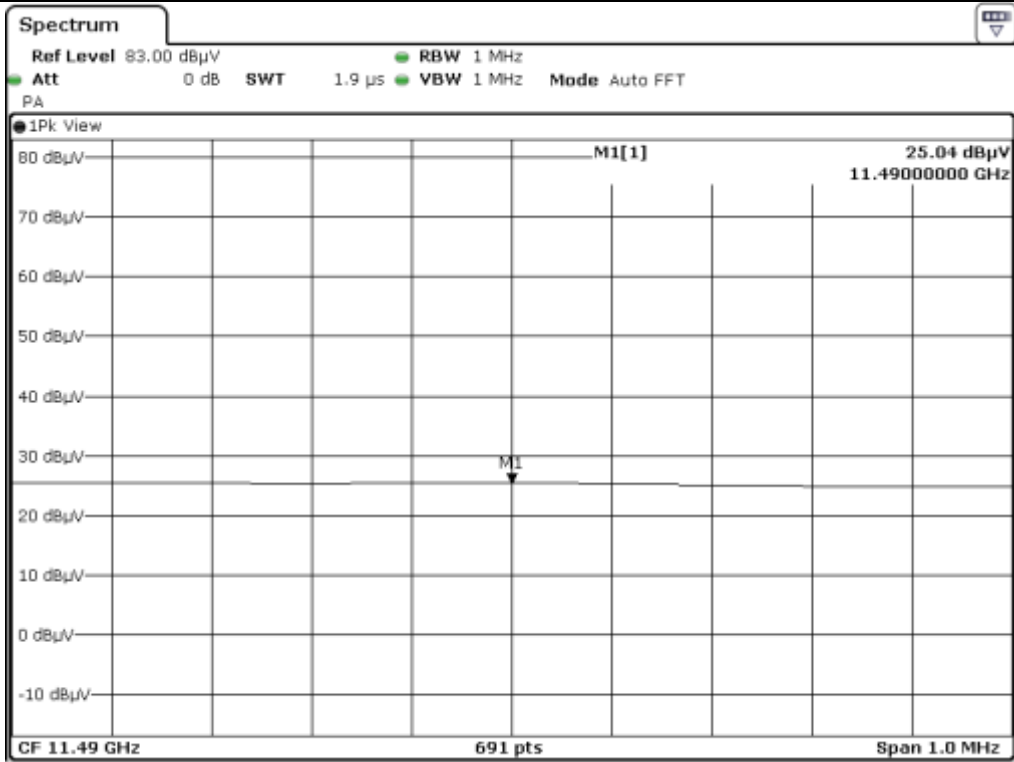 Spectrum
Ref Level 83.00 dBµV RBW 1 MHz
Att 0 dB SWT 1.9 µs VBW 1 MHz Mode Auto FFT
PA
1Pk View
M1[1] 25.04 dBµV
11.49000000 GHz
80 dBµV
70 dBµV
60 dBµV
50 dBµV
40 dBµV
30 dBµV
M1
20 dBµV
10 dBµV
0 dBµV
-10 dBµV
CF 11.49 GHz 691 pts Span 1.0 MHz